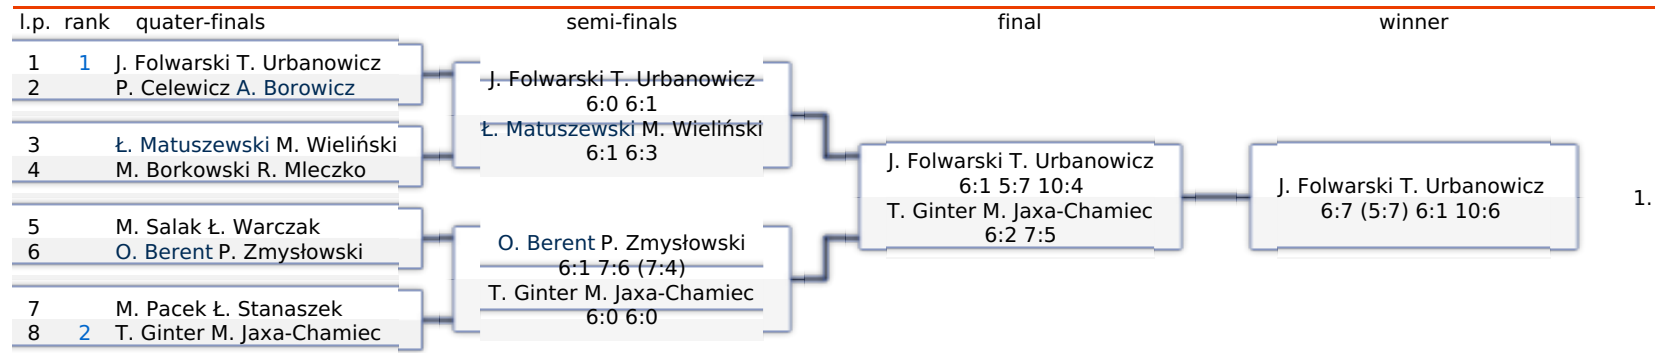 l.p. rank quater-finals semi-finals final winner
1 1 J. Folwarski T. Urbanowicz
2 P. Celewicz A. Borowicz
3 Ł. Matuszewski M. Wieliński
4 M. Borkowski R. Mleczko
5 M. Salak Ł. Warczak
6 O. Berent P. Zmysłowski
7 M. Pacek Ł. Stanaszek
8 2 T. Ginter M. Jaxa-Chamiec
J. Folwarski T. Urbanowicz
6:0 6:1
Ł. Matuszewski M. Wieliński
6:1 6:3
O. Berent P. Zmysłowski
6:1 7:6 (7:4)
T. Ginter M. Jaxa-Chamiec
6:0 6:0
J. Folwarski T. Urbanowicz
6:1 5:7 10:4
T. Ginter M. Jaxa-Chamiec
6:2 7:5
J. Folwarski T. Urbanowicz
6:7 (5:7) 6:1 10:6
1.